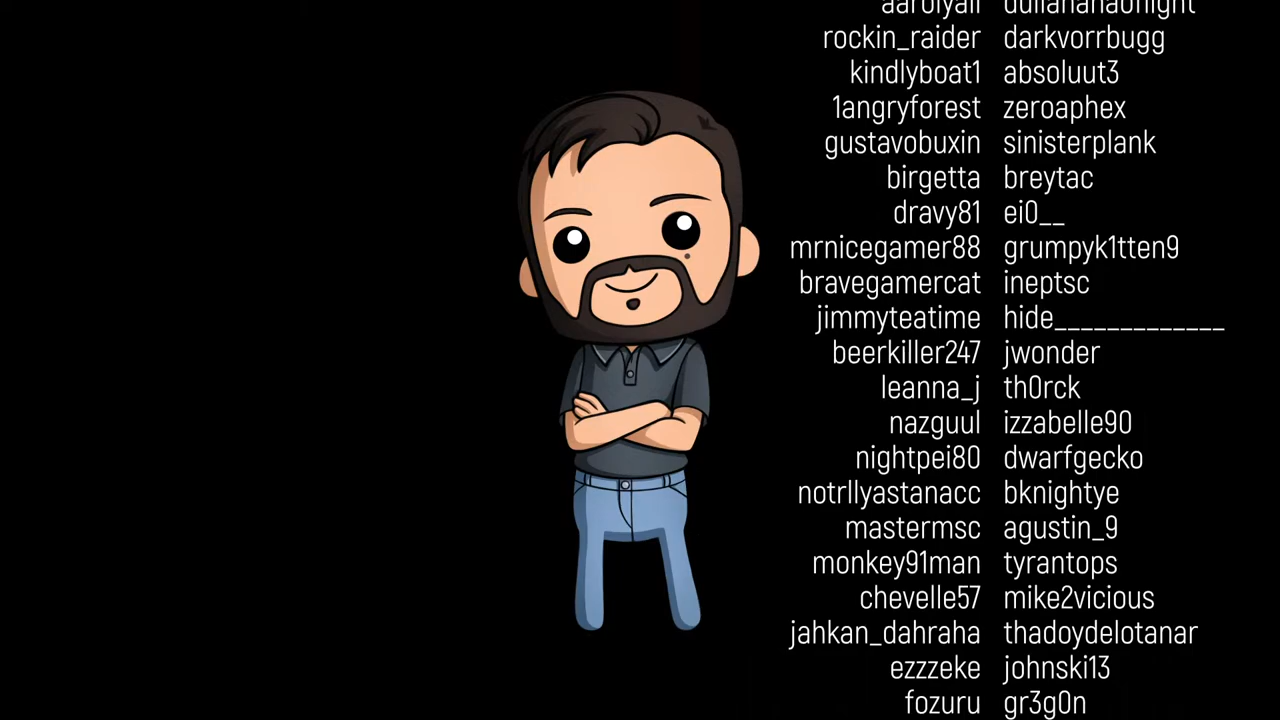 rockin_raider darkvorrbugg
kindlyboat1 absoluut3
1angryforest zeroaphex
gustavobuxin sinisterplank
birgetta breytac
dravy81 ei0__
mrnicegamer88 grumpyk1tten9
bravegamercat ineptsc
jimmyteatime hide_____________
beerkiller247 jwonder
leanna_j th0rck
nazguul izzabelle90
nightpei80 dwarfgecko
notrllyastanacc bknightye
mastermsc agustin_9
monkey91man tyrantops
chevelle57 mike2vicious
jahkan_dahraha thadoydelotanar
ezzzeke johnski13
fozuru gr3g0n